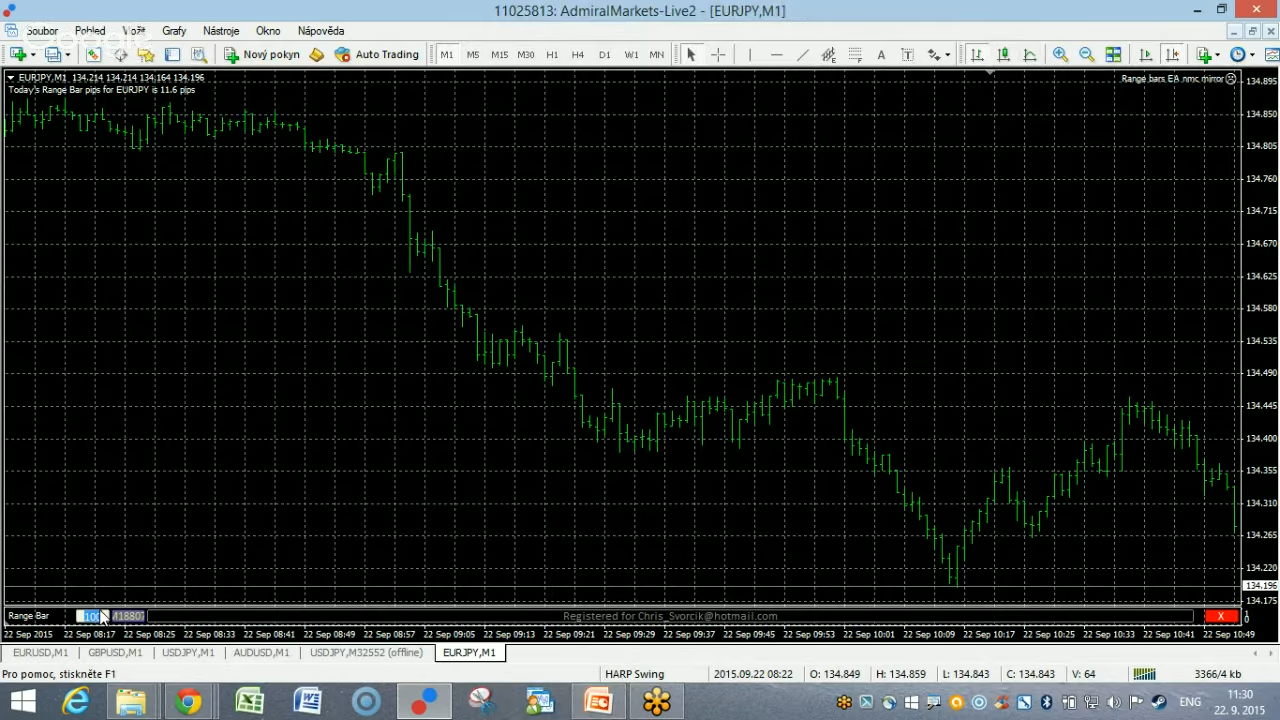 11025813: AdmiralMarkets-Live2 - [EURJPY,M1]
Soubor Pohled Vložit Grafy Nástroje Okno Nápověda
Nový pokyn Auto Trading M1 M5 M15 M30 H1 H4 D1 W1 MN A T
EURJPY,M1 134.214 134.214 134.164 134.196
Range bars EA nmc mirror
Today's Range Bar pips for EURJPY is 11.6 pips
134.895
134.850
134.805
134.760
134.715
134.670
134.625
134.580
134.535
134.490
134.445
134.400
134.355
134.310
134.265
134.220
134.196
134.175
Range Bar 100 M18807 Registered for Chris_Svorcik@hotmail.com X 1
0
22 Sep 2015 22 Sep 08:17 22 Sep 08:25 22 Sep 08:33 22 Sep 08:41 22 Sep 08:49 22 Sep 08:57 22 Sep 09:05 22 Sep 09:13 22 Sep 09:21 22 Sep 09:29 22 Sep 09:37 22 Sep 09:45 22 Sep 09:53 22 Sep 10:01 22 Sep 10:09 22 Sep 10:17 22 Sep 10:25 22 Sep 10:33 22 Sep 10:41 22 Sep 10:49
EURUSD,M1 GBPUSD,M1 USDJPY,M1 AUDUSD,M1 USDJPY,M32552 (offline) EURJPY,M1
Pro pomoc, stiskněte F1 HARP Swing 2015.09.22 08:22 O: 134.849 H: 134.859 L: 134.843 C: 134.843 V: 64 3366/4 kb
ENG 11:30
22. 9. 2015